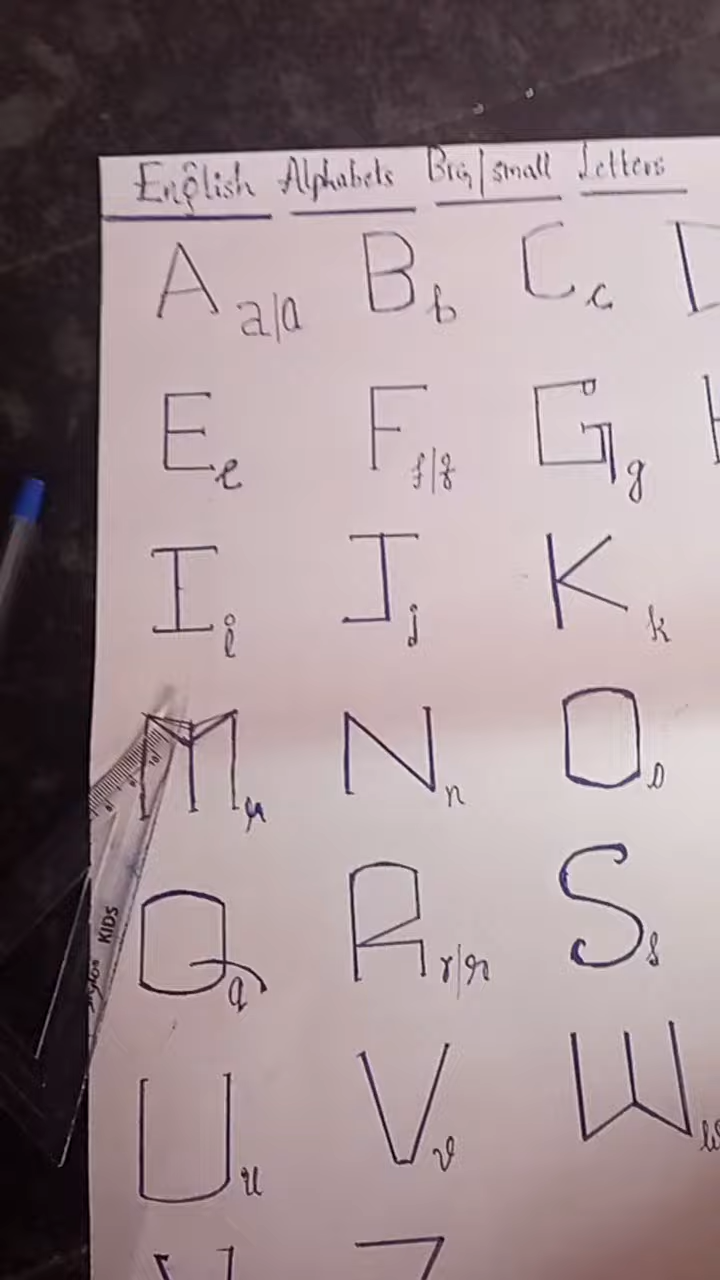 English Alphabets Big/small Letters
A a/a B b C c D
E e F f/f G g H
I i J j K k
M m N n O o
Q q R r/r S s
U u V v W w
Y Z
KIDS